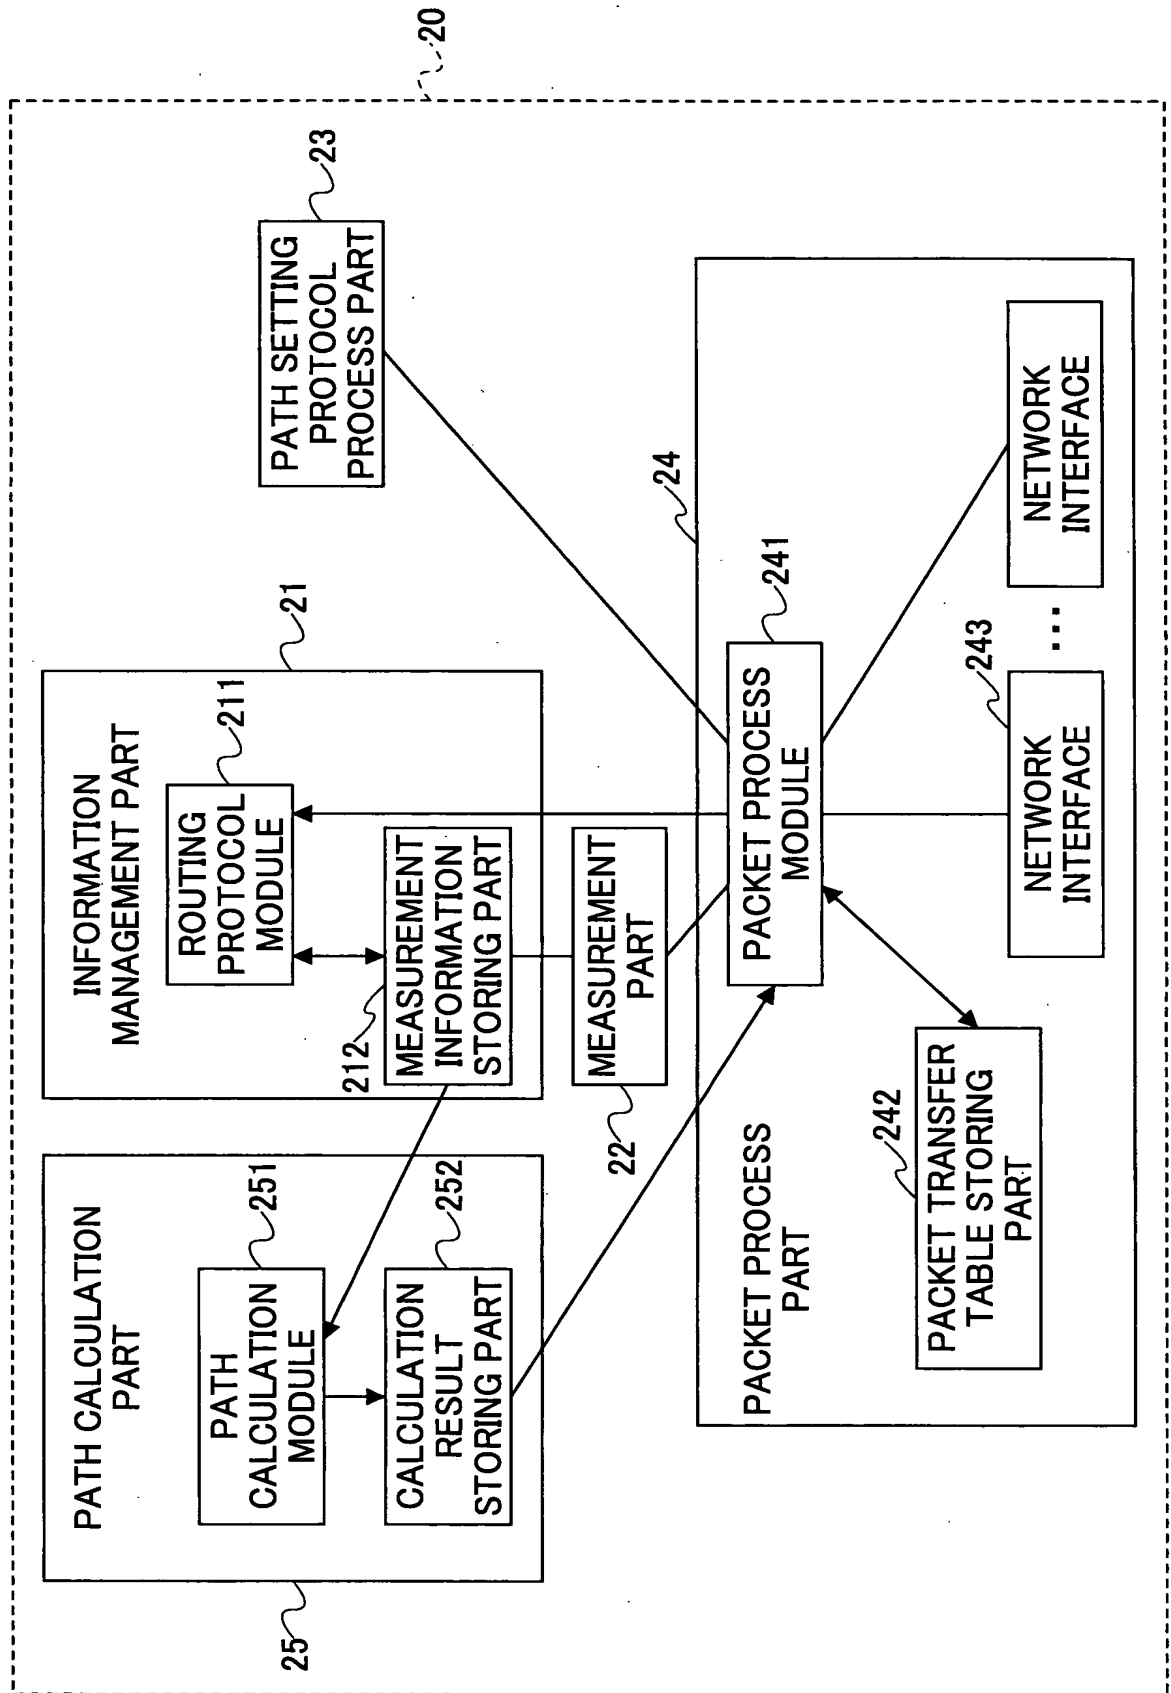 20
PATH CALCULATION
PART
25
PATH
CALCULATION
MODULE
251
CALCULATION
RESULT
STORING PART
252
INFORMATION
MANAGEMENT PART
21
ROUTING
PROTOCOL
MODULE
211
212
MEASUREMENT
INFORMATION
STORING PART
MEASUREMENT
PART
22
PATH SETTING
PROTOCOL
PROCESS PART
23
24
PACKET PROCESS
PART
PACKET PROCESS
MODULE
241
242
PACKET TRANSFER
TABLE STORING
PART
NETWORK
INTERFACE
243
...
NETWORK
INTERFACE